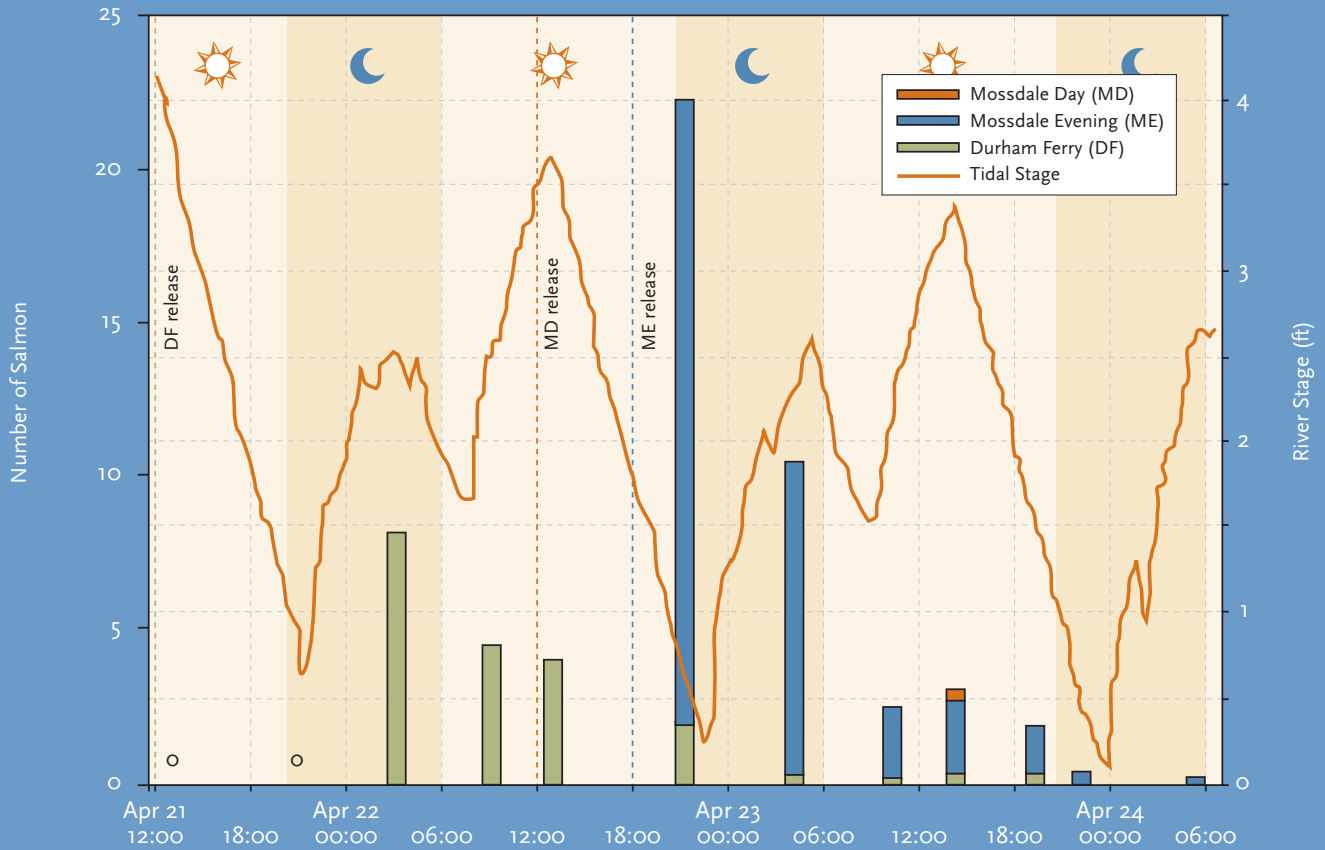 25
20
15
10
5
0
Number of Salmon
4
3
2
1
0
River Stage (ft)
Mossdale Day (MD)
Mossdale Evening (ME)
Durham Ferry (DF)
Tidal Stage
DF release
MD release
ME release
0
0
Apr 21
12:00
18:00
Apr 22
00:00
06:00
12:00
18:00
Apr 23
00:00
06:00
12:00
18:00
Apr 24
00:00
06:00